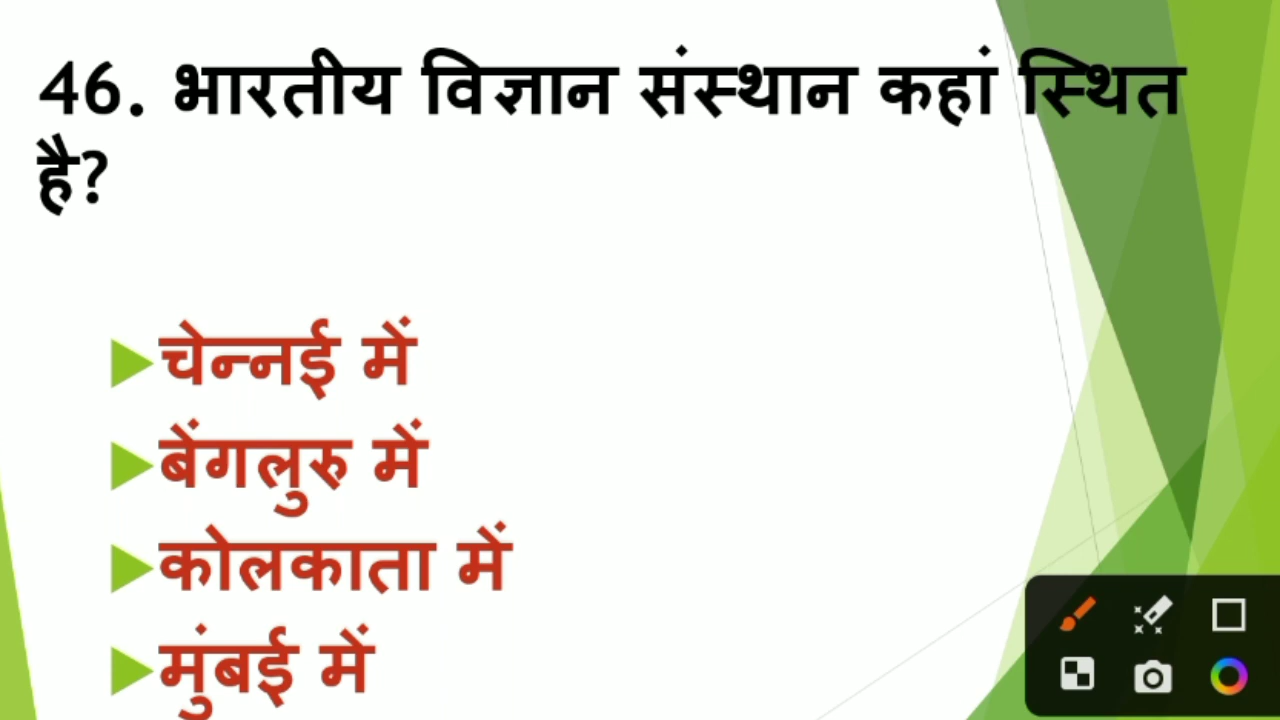 46. भारतीय विज्ञान संस्थान कहां स्थित
है?
चेन्नई में
बेंगलुरु में
कोलकाता में
मुंबई में